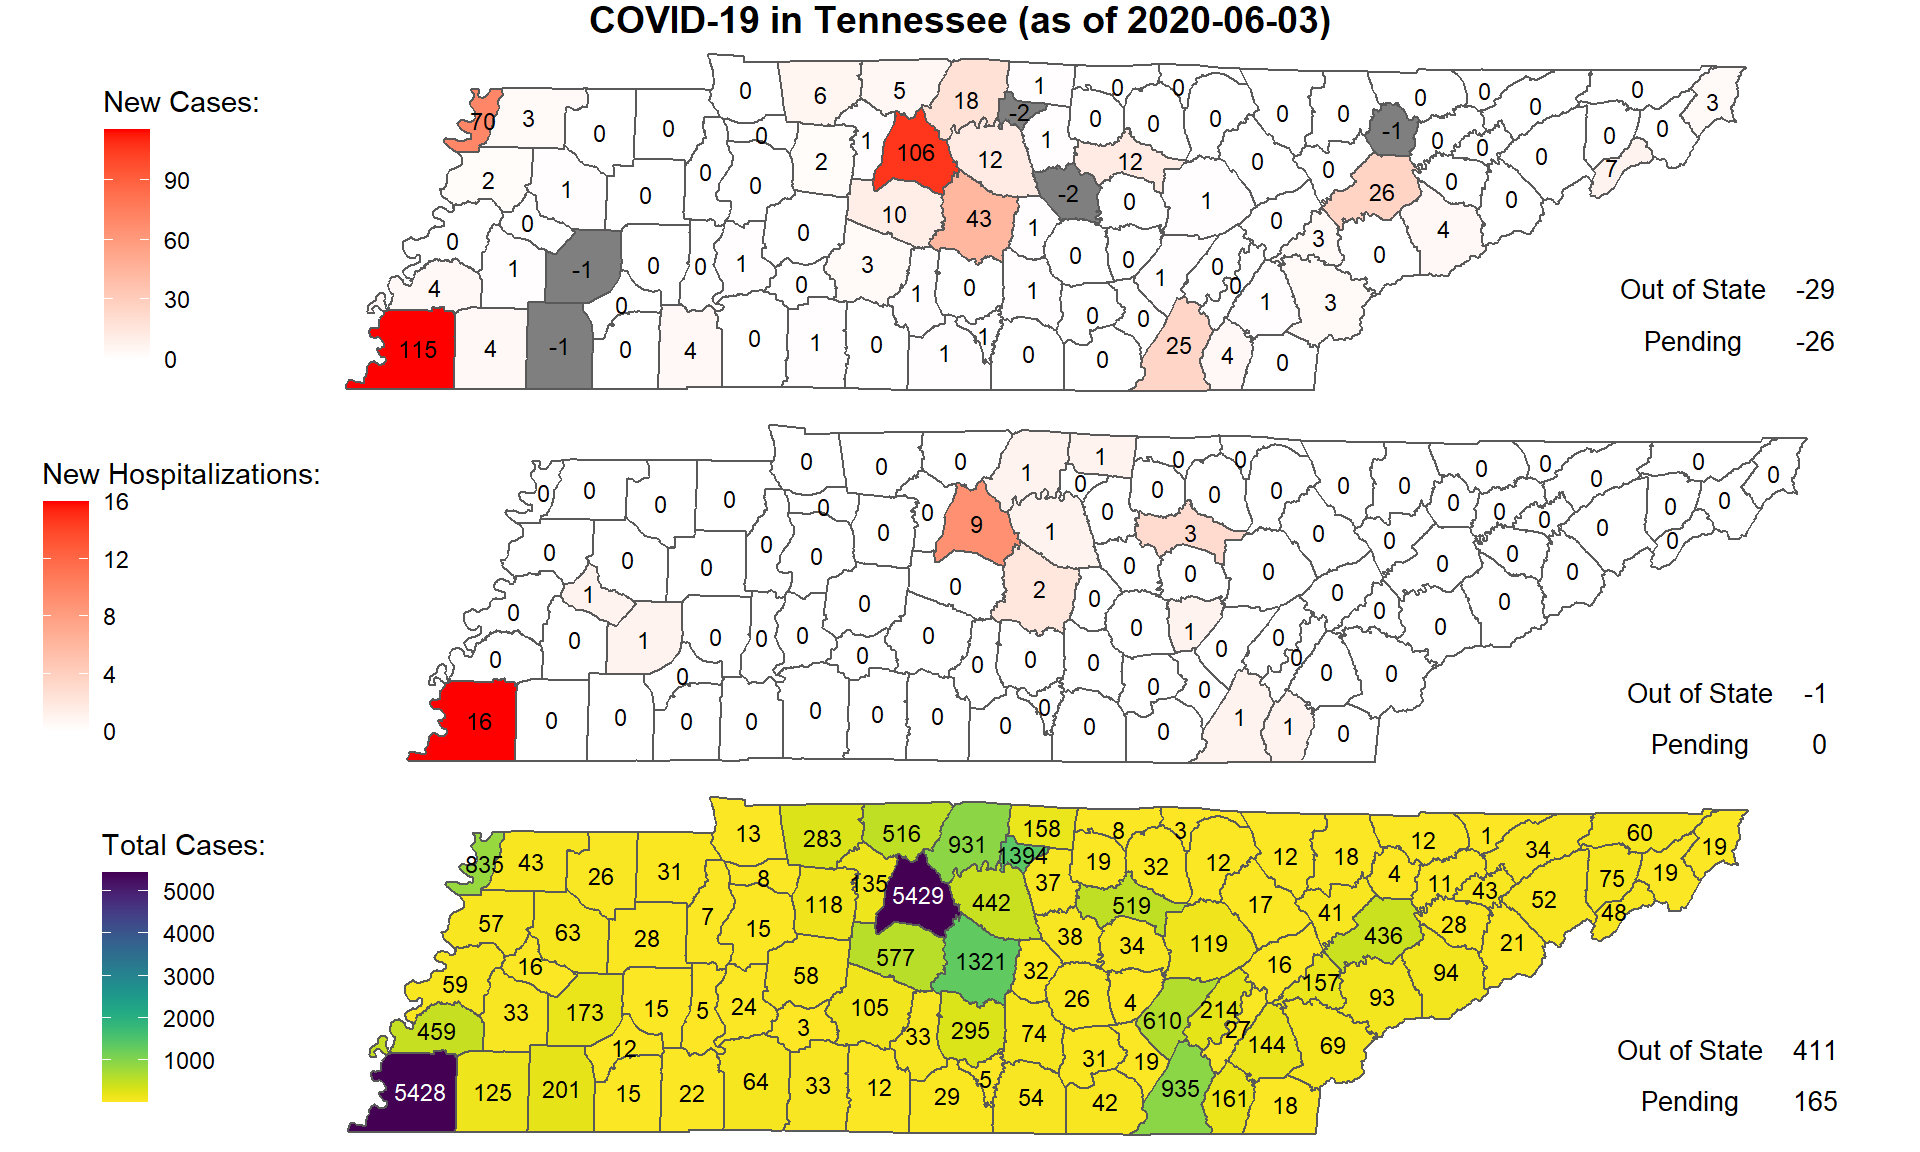 COVID-19 in Tennessee (as of 2020-06-03)
New Cases:
90
60
30
0
0 6 5 18 1 0 0 0 0 0 3
70 3 0 0 0 1 106 12 -2 1 0 0 0 0 0 -1 0 0 0 0 0 7
2 1 0 0 0 2 43 10 -2 12 0 1 0 0 26 0 0
0 0 1 -1 0 0 1 0 0 3 1 0 1 1 0 0 1 0 0 0 3 0 4
4 0 1 3
115 4 -1 0 4 0 1 0 1 1 0 0 0 0 25 4 0
Out of State -29
Pending -26
New Hospitalizations:
16
12
8
4
0
0 0 0 1 1 0 0 0 0 0 0
0 0 0 0 0 0 0 9 1 0 0 0 0 0 0 0 0 0 0 0 0 0 0
0 0 0 0 0 0 2 0 3 0 0 0 0 0 0 0
0 1 0 1 0 0 0 0 0 0 0 0 0 0 0 1 0 0 0 0 0 0 0
0 0 0 0
16 0 0 0 0 0 0 0 0 0 0 0 0 0 1 1 0
Out of State -1
Pending 0
Total Cases:
5000
4000
3000
2000
1000
13 283 516 931 158 8 3 12 1 34 60 19
835 43 26 31 8 118 135 5429 442 1394 37 19 32 12 12 18 4 11 43 52 75 19 48
57 63 28 7 15 519 17 41 436 28 21
59 16 58 577 1321 32 38 34 119 16 157 93 94
459 33 173 15 5 24 3 105 33 295 74 26 4 610 214 27 144 69
12 31 19
5428 125 201 15 22 64 33 12 29 5 54 42 935 161 18
Out of State 411
Pending 165